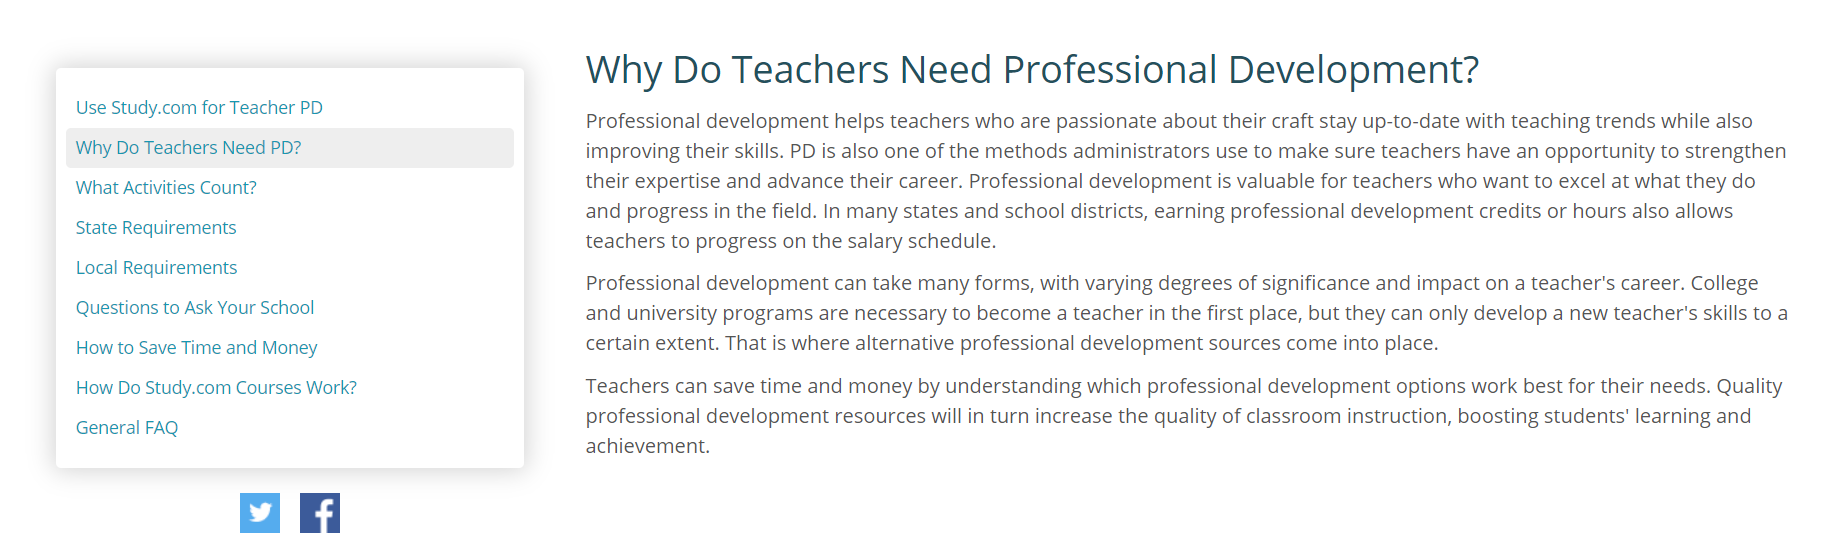 Use Study.com for Teacher PD
Why Do Teachers Need PD?
What Activities Count?
State Requirements
Local Requirements
Questions to Ask Your School
How to Save Time and Money
How Do Study.com Courses Work?
General FAQ
Why Do Teachers Need Professional Development?
Professional development helps teachers who are passionate about their craft stay up-to-date with teaching trends while also
improving their skills. PD is also one of the methods administrators use to make sure teachers have an opportunity to strengthen
their expertise and advance their career. Professional development is valuable for teachers who want to excel at what they do
and progress in the field. In many states and school districts, earning professional development credits or hours also allows
teachers to progress on the salary schedule.
Professional development can take many forms, with varying degrees of significance and impact on a teacher's career. College
and university programs are necessary to become a teacher in the first place, but they can only develop a new teacher's skills to a
certain extent. That is where alternative professional development sources come into place.
Teachers can save time and money by understanding which professional development options work best for their needs. Quality
professional development resources will in turn increase the quality of classroom instruction, boosting students' learning and
achievement.